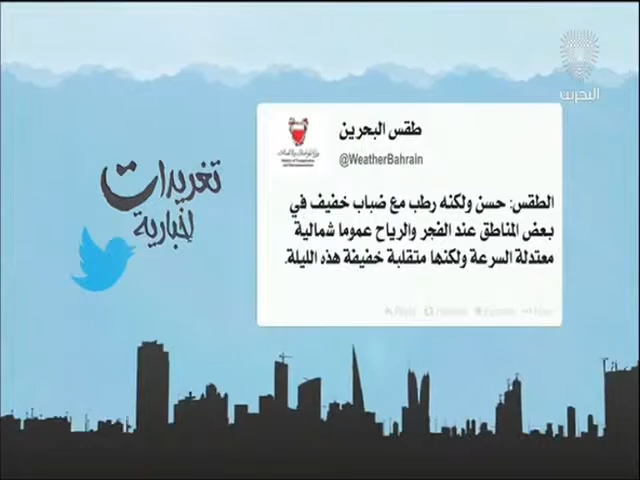 البحرين
طقس البحرين
@WeatherBahrain
تغريدات
إخبارية
الطقس: حسن ولكنه رطب مع ضباب خفيف في
بعض المناطق عند الفجر والرياح عموما شمالية
معتدلة السرعة ولكنها متقلبة خفيفة هذه الليلة.
Reply